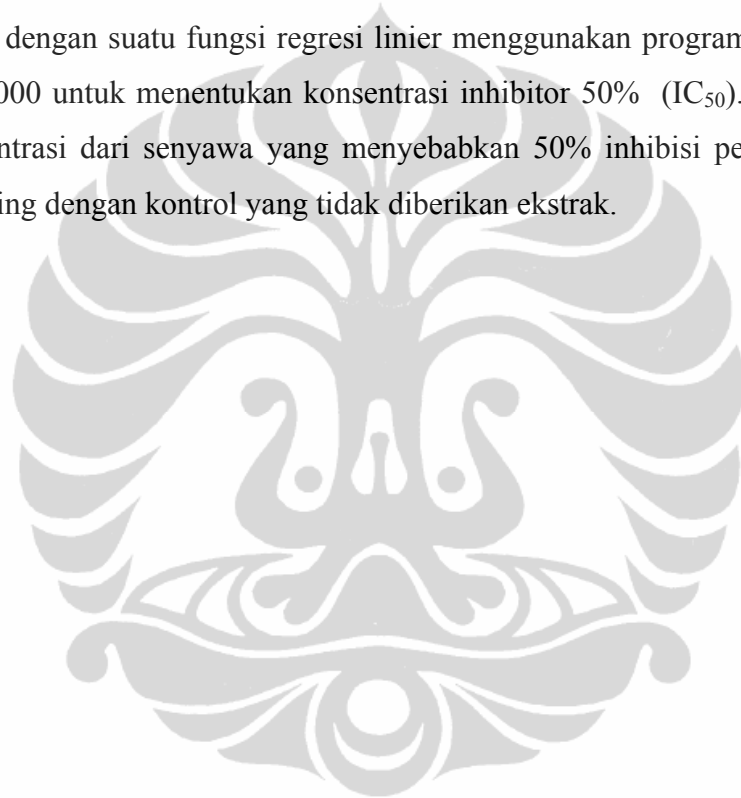 dengan suatu fungsi regresi linier menggunakan program
000 untuk menentukan konsentrasi inhibitor 50% (IC₅₀).
ntrasi dari senyawa yang menyebabkan 50% inhibisi pe
ing dengan kontrol yang tidak diberikan ekstrak.